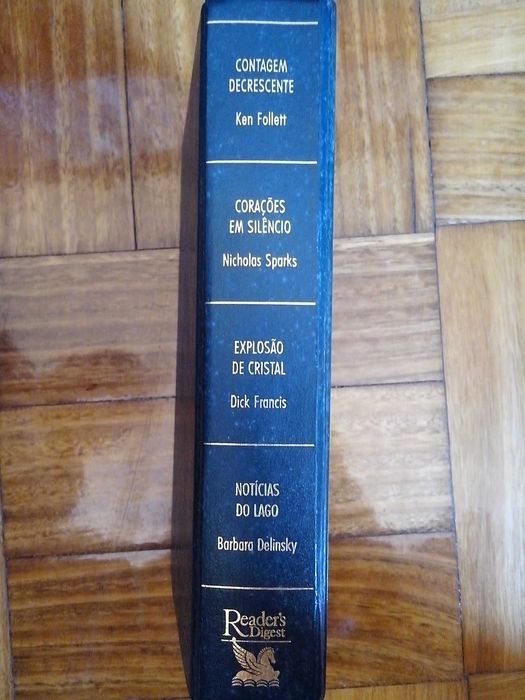 CONTAGEM
DECRESCENTE
Ken Follett
CORAÇÕES
EM SILÊNCIO
Nicholas Sparks
EXPLOSÃO
DE CRISTAL
Dick Francis
NOTÍCIAS
DO LAGO
Barbara Delinsky
Reader's
Digest